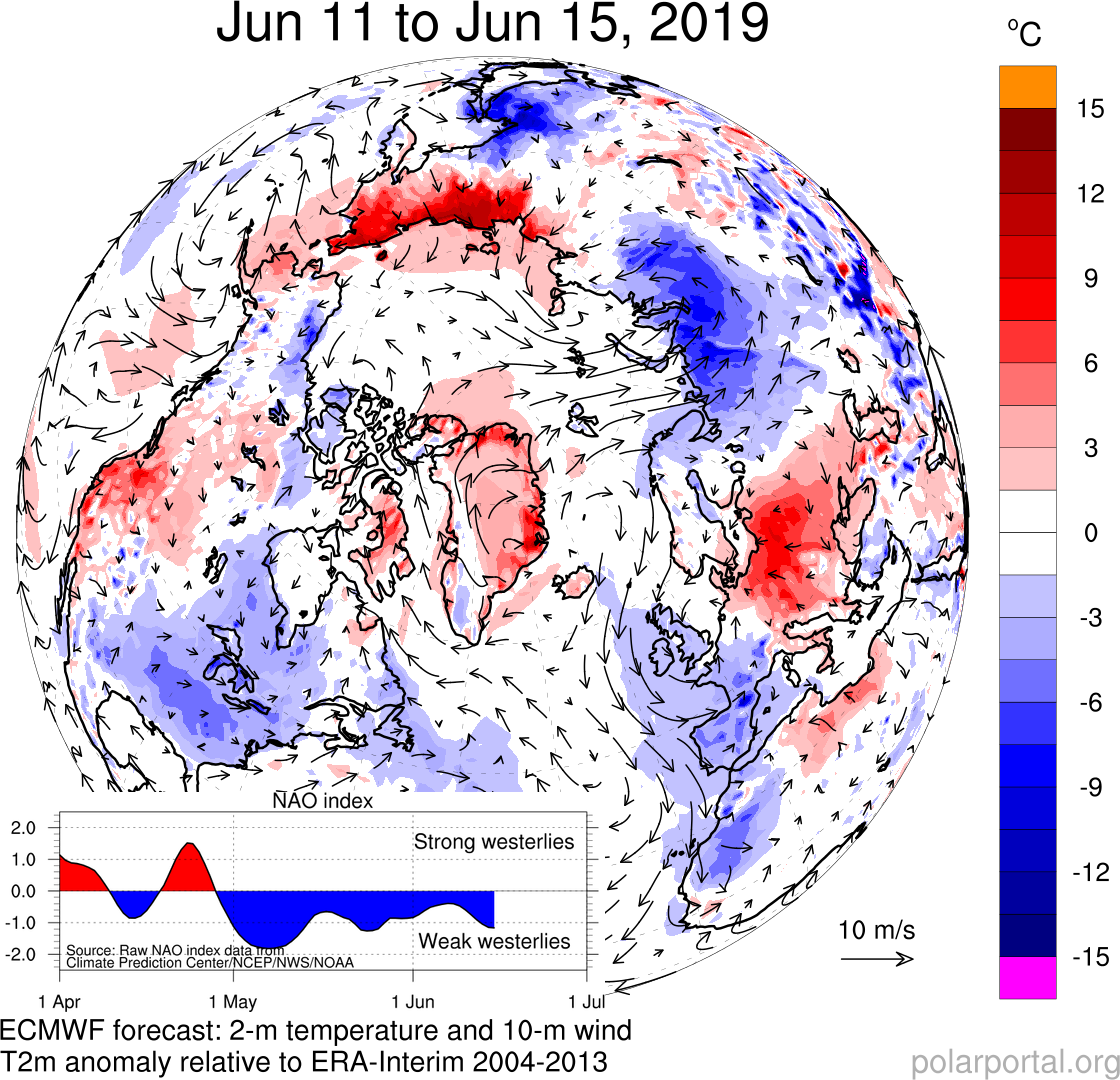 Jun 11 to Jun 15, 2019
oC
15
12
9
6
3
0
-3
-6
-9
-12
-15
10 m/s
NAO index
2.0
1.0
0.0
-1.0
-2.0
Strong westerlies
Weak westerlies
Source: Raw NAO index data from
Climate Prediction Center/NCEP/NWS/NOAA
1 Apr 1 May 1 Jun 1 Jul
ECMWF forecast: 2-m temperature and 10-m wind
T2m anomaly relative to ERA-Interim 2004-2013
polarportal.org